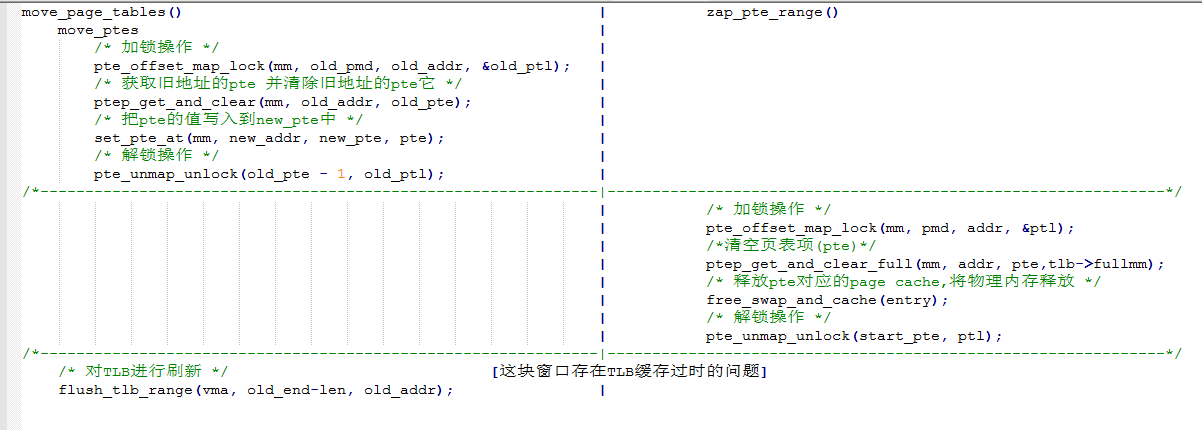 move_page_tables() | zap_pte_range()
move_ptes |
/* 加锁操作 */ |
pte_offset_map_lock(mm, old_pmd, old_addr, &old_ptl); |
/* 获取旧地址的pte 并清除旧地址的pte它 */ |
ptep_get_and_clear(mm, old_addr, old_pte); |
/* 把pte的值写入到new_pte中 */ |
set_pte_at(mm, new_addr, new_pte, pte); |
/* 解锁操作 */ |
pte_unmap_unlock(old_pte - 1, old_ptl); |
/*--------------------------------------------------------------|--------------------------------------------------------------*/
| /* 加锁操作 */
| pte_offset_map_lock(mm, pmd, addr, &ptl);
| /*清空页表项(pte)*/
| ptep_get_and_clear_full(mm, addr, pte,tlb->fullmm);
| /* 释放pte对应的page cache,将物理内存释放 */
| free_swap_and_cache(entry);
| /* 解锁操作 */
| pte_unmap_unlock(start_pte, ptl);
/*--------------------------------------------------------------|--------------------------------------------------------------*/
/* 对TLB进行刷新 */ [这块窗口存在TLB缓存过时的问题]
flush_tlb_range(vma, old_end-len, old_addr); |